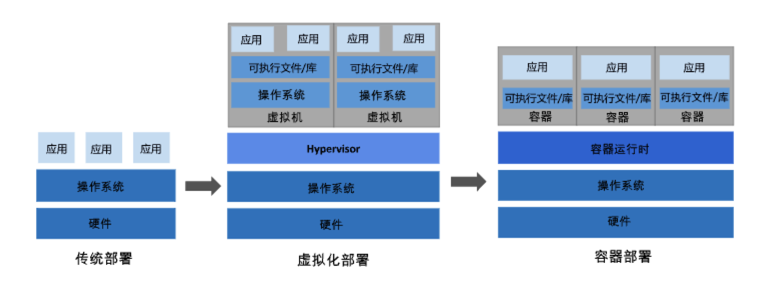 应用 应用 应用
操作系统
硬件
传统部署
应用 应用 应用 应用
可执行文件/库 可执行文件/库
操作系统 操作系统
虚拟机 虚拟机
Hypervisor
操作系统
硬件
虚拟化部署
应用 应用 应用
可执行文件/库 可执行文件/库 可执行文件/库
容器 容器 容器
容器运行时
操作系统
硬件
容器部署